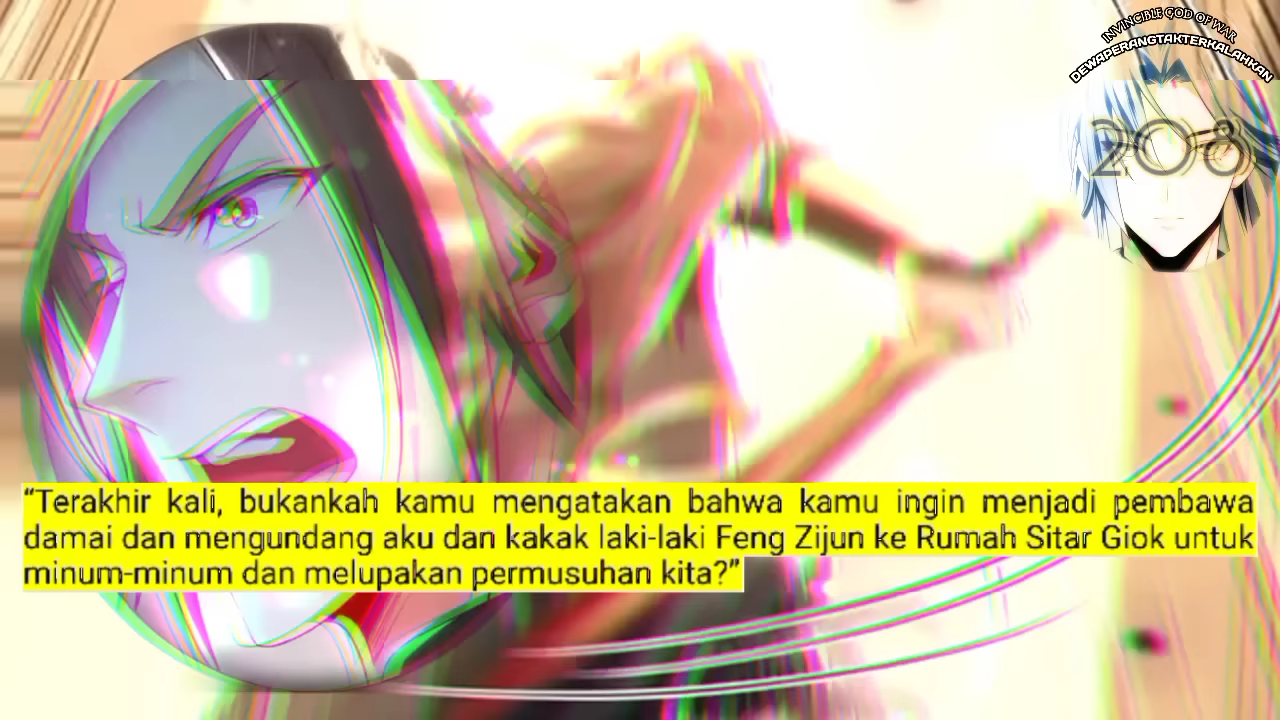 INVINCIBLE GOD OF WAR
DEWAPERANGTAKTERKALAHKAN
208
“Terakhir kali, bukankah kamu mengatakan bahwa kamu ingin menjadi pembawa
damai dan mengundang aku dan kakak laki-laki Feng Zijun ke Rumah Sitar Giok untuk
minum-minum dan melupakan permusuhan kita?”